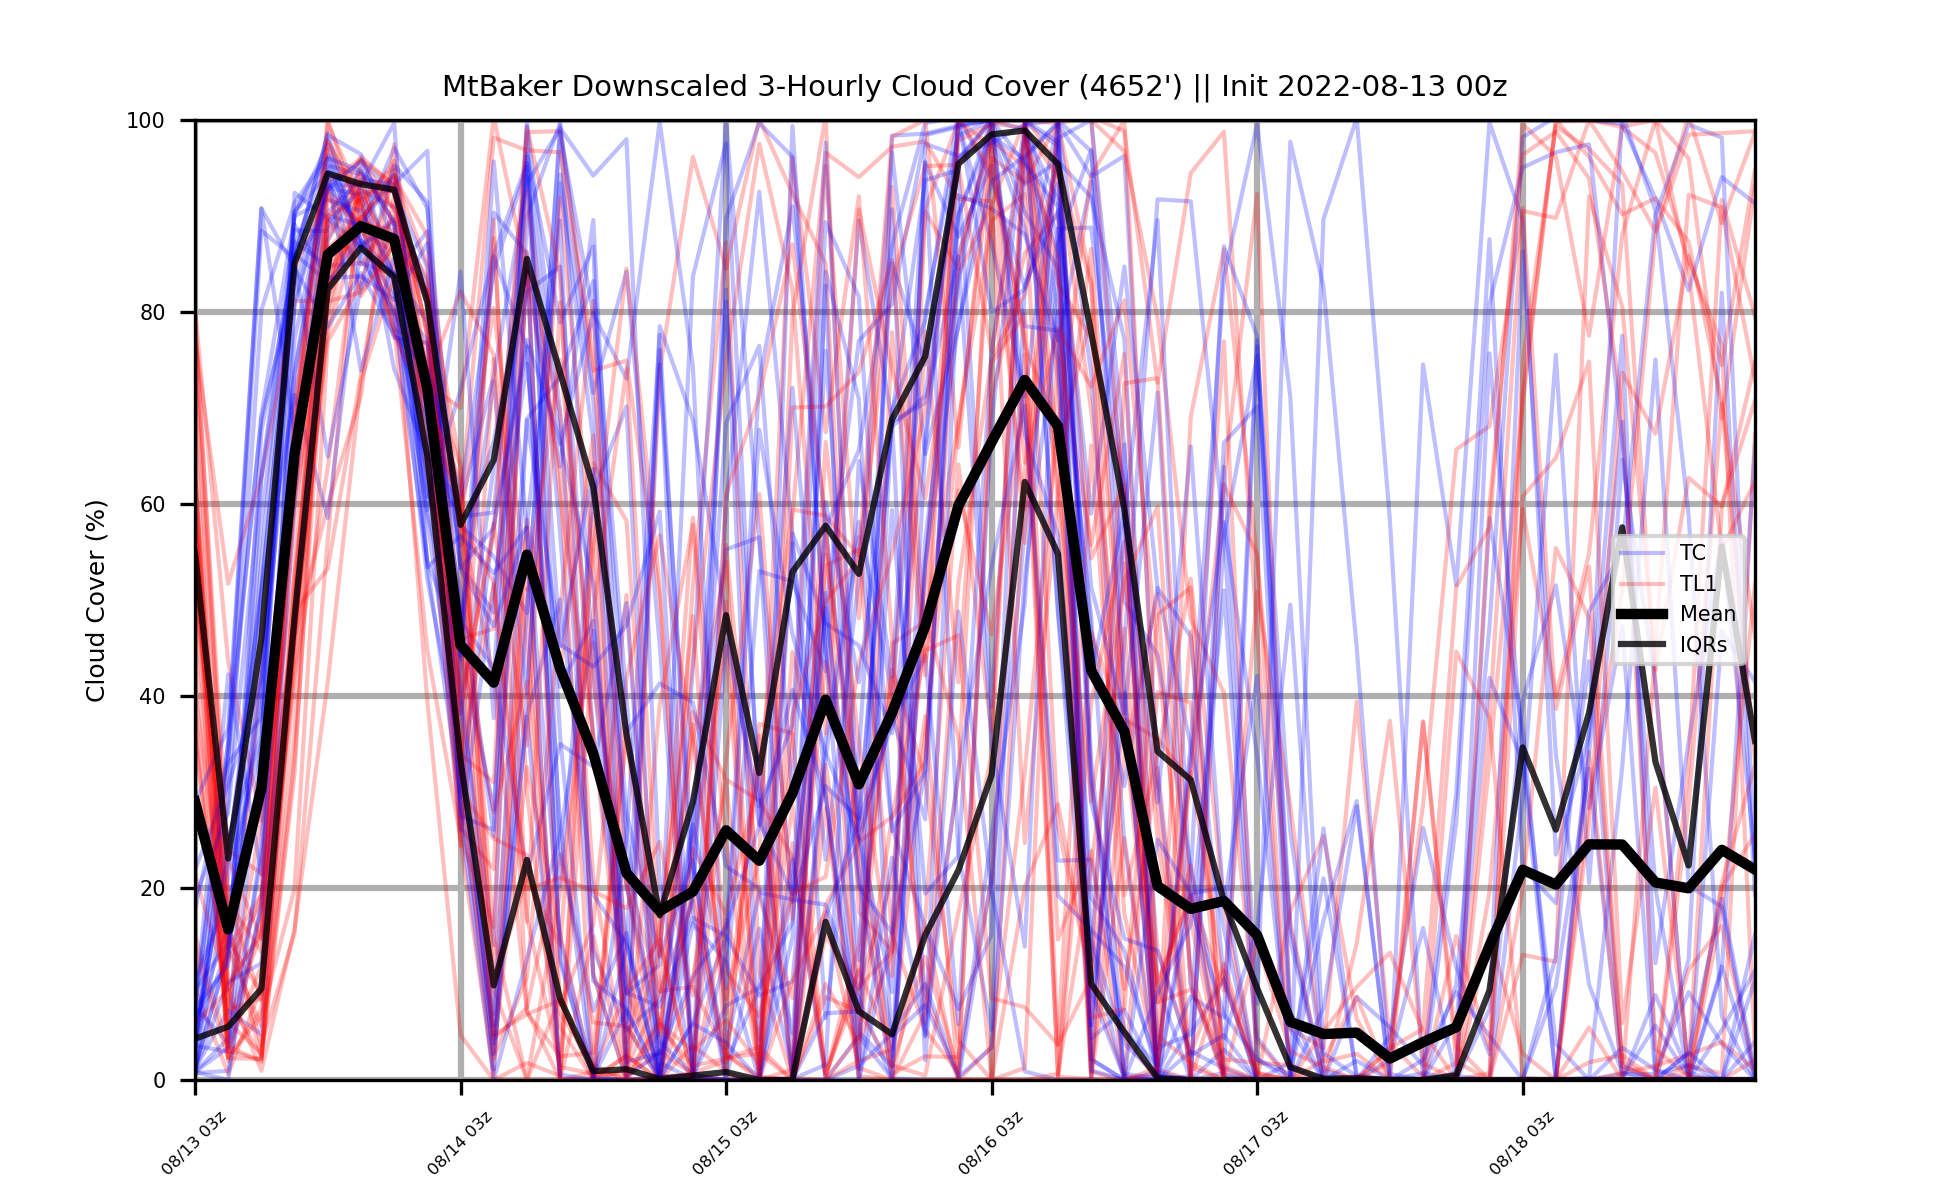 MtBaker Downscaled 3-Hourly Cloud Cover (4652') || Init 2022-08-13 00z
Cloud Cover (%)
100
80
60
40
20
0
TC
TL1
Mean
IQRs
08/13 03z
08/14 03z
08/15 03z
08/16 03z
08/17 03z
08/18 03z